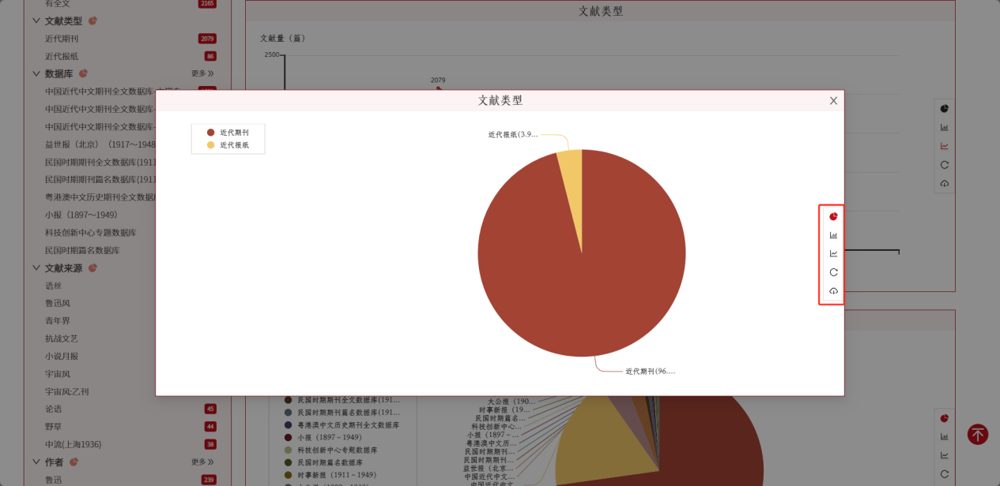 有全文 2165
文献类型
近代期刊 2079
近代报纸 86
数据库 更多
中国近代中文期刊全文数据库-
中国近代中文期刊全文数据库-
中国近代中文期刊全文数据库-
益世报（北京）（1917～1948
民国时期期刊全文数据库(191
民国时期期刊篇名数据库(191
粤港澳中文历史期刊全文数据
小报（1897～1949）
科技创新中心专题数据库
民国时期篇名数据库
文献来源
语丝
鲁迅风
青年界
抗战文艺
小说月报
宇宙风
宇宙风:乙刊
论语 45
野草 44
中流(上海1936) 38
作者 更多
鲁迅 239
文献类型
文献量（篇）
2500
2079
文献类型
近代期刊
近代报纸
近代报纸(3.9...
近代期刊(96....
民国时期期刊全文数据库(191...
民国时期期刊篇名数据库(191...
粤港澳中文历史期刊全文数据库
小报（1897～1949）
科技创新中心专题数据库
民国时期篇名数据库
时事新报（1911～1949）
大公报（190...
时事新报（19...
民国时期篇名...
科技创新中心...
小报（1897～...
粤港澳中文历...
民国时期期刊...
民国时期期刊...
益世报（北京...
中国近代中文...
中国近代中文...